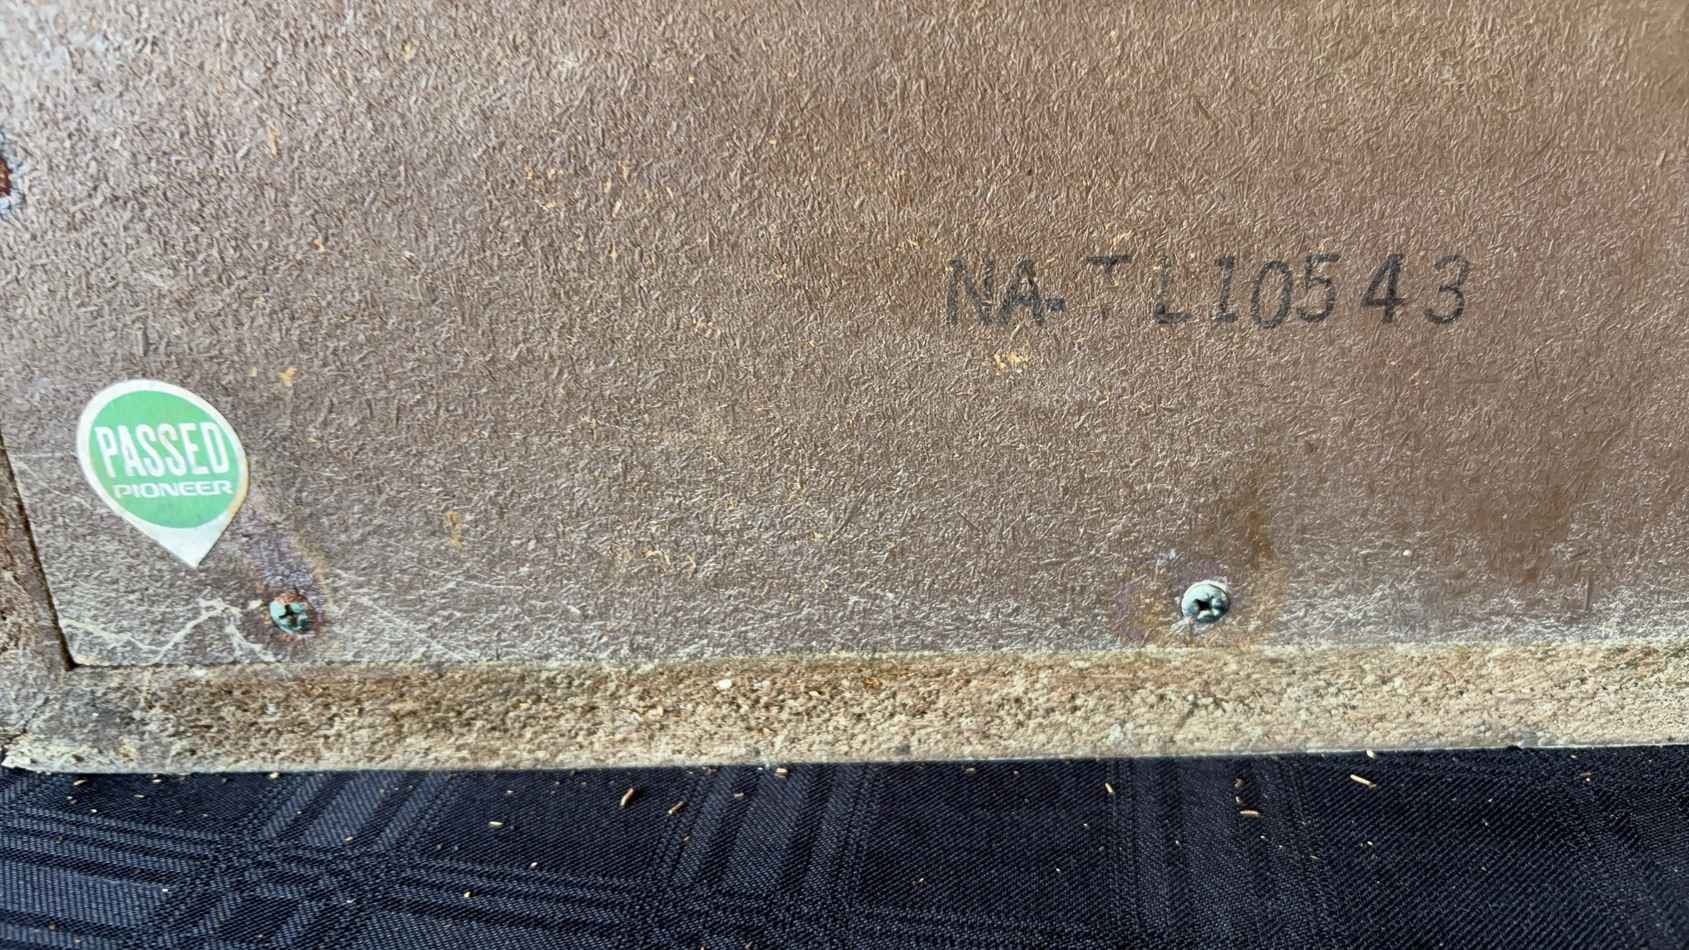 NA-TL10543
PASSED
PIONEER